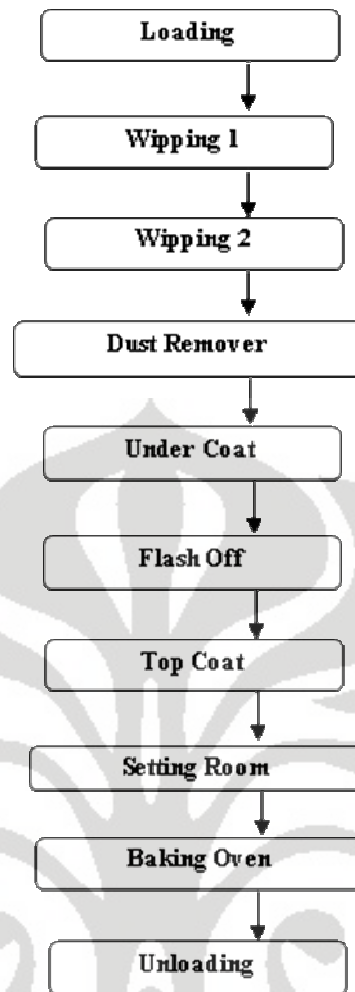 Loading
Wipping 1
Wipping 2
Dust Remover
Under Coat
Flash Off
Top Coat
Setting Room
Baking Oven
Unloading